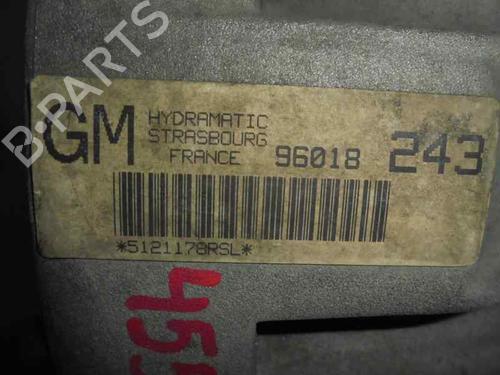 B-PARTS
GM HYDRAMATIC
STRASBOURG
FRANCE 96018 243
*5121178RSL*